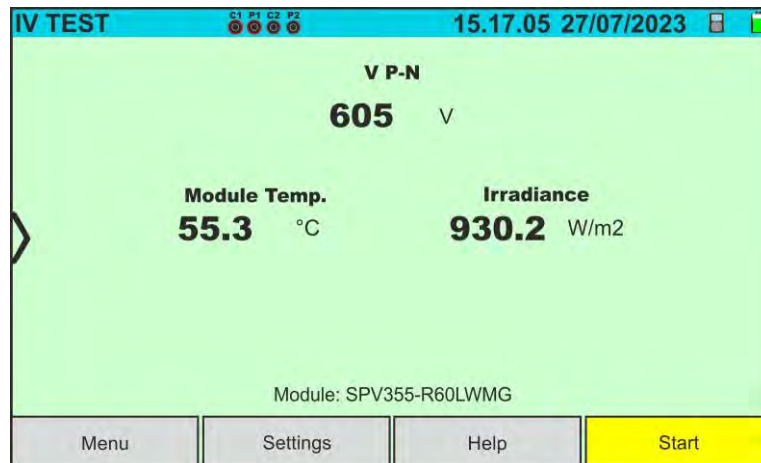 IV TEST C1 P1 C2 P2 15.17.05 27/07/2023
V P-N
605 V
Module Temp. Irradiance
55.3 °C 930.2 W/m2
Module: SPV355-R60LWMG
Menu Settings Help Start